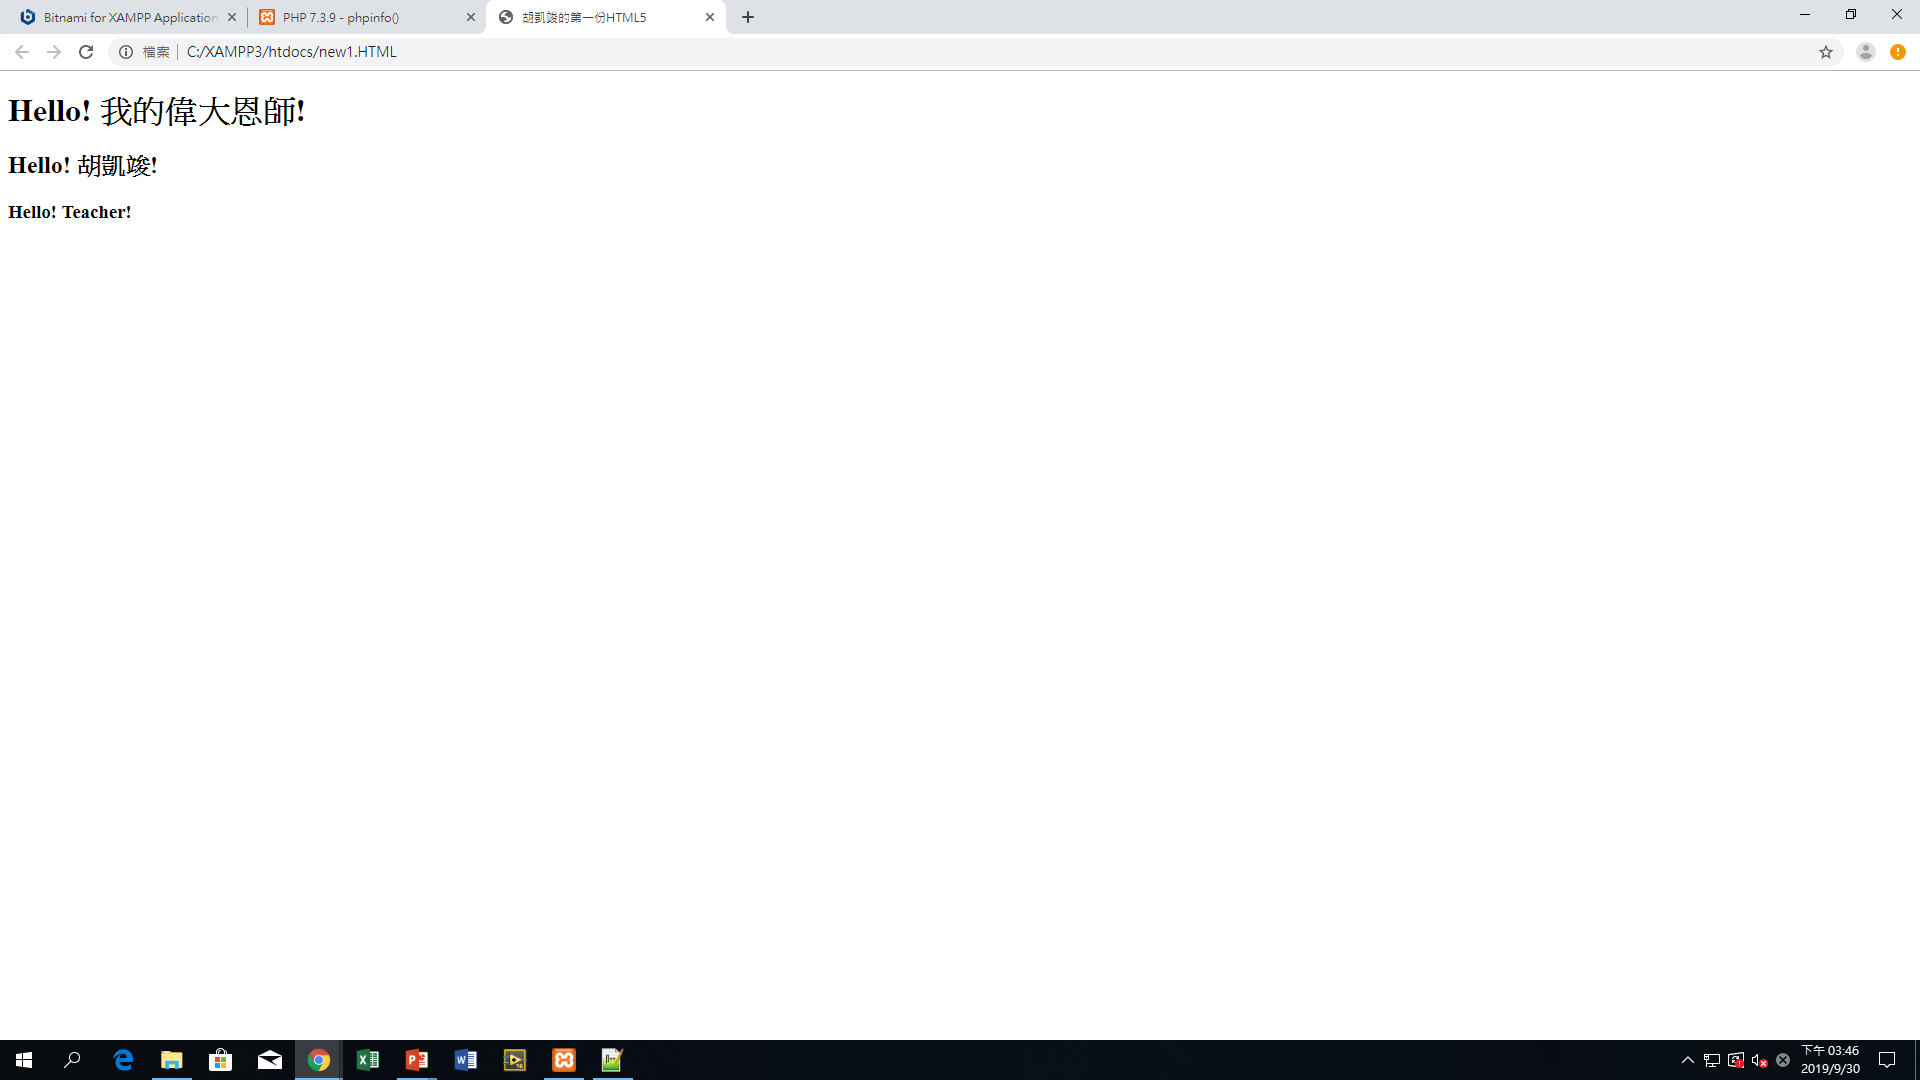 Bitnami for XAMPP Application
PHP 7.3.9 - phpinfo()
胡凱竣的第一份HTML5
檔案 C:/XAMPP3/htdocs/new1.HTML
Hello! 我的偉大恩師!
Hello! 胡凱竣!
Hello! Teacher!
下午 03:46
2019/9/30